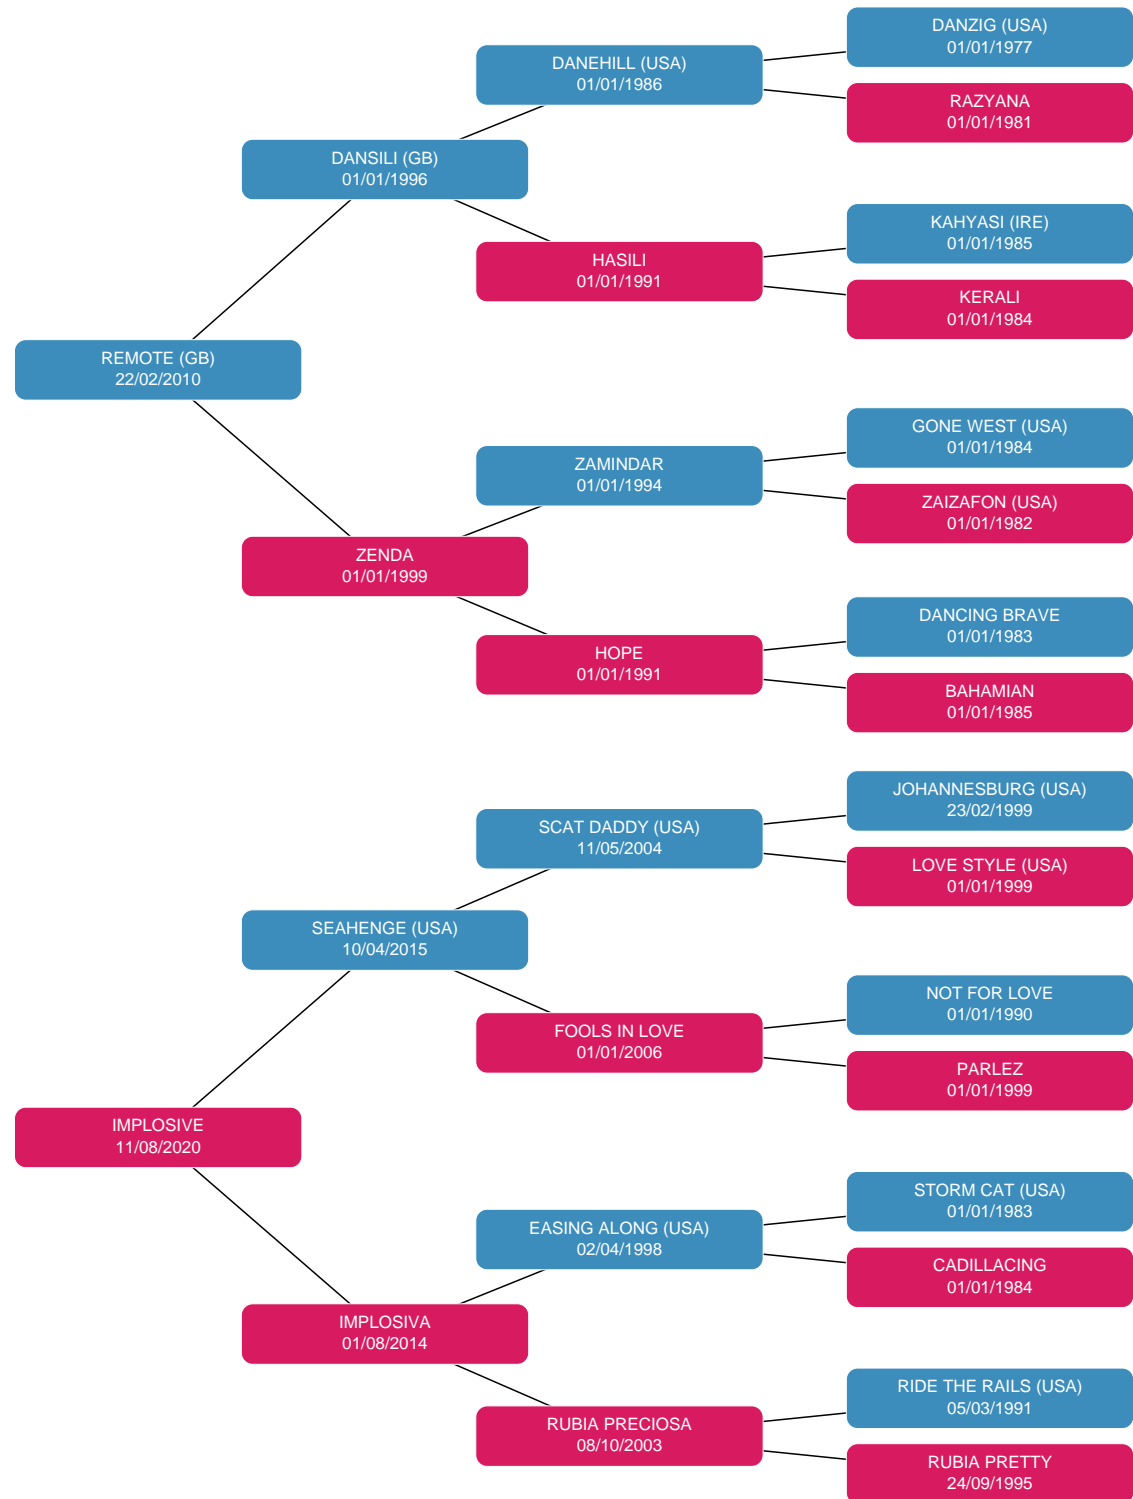 DANZIG (USA)
01/01/1977
DANEHILL (USA)
01/01/1986
RAZYANA
01/01/1981
DANSILI (GB)
01/01/1996
KAHYASI (IRE)
01/01/1985
HASILI
01/01/1991
KERALI
01/01/1984
REMOTE (GB)
22/02/2010
GONE WEST (USA)
01/01/1984
ZAMINDAR
01/01/1994
ZAIZAFON (USA)
01/01/1982
ZENDA
01/01/1999
DANCING BRAVE
01/01/1983
HOPE
01/01/1991
BAHAMIAN
01/01/1985
JOHANNESBURG (USA)
23/02/1999
SCAT DADDY (USA)
11/05/2004
LOVE STYLE (USA)
01/01/1999
SEAHENGE (USA)
10/04/2015
NOT FOR LOVE
01/01/1990
FOOLS IN LOVE
01/01/2006
PARLEZ
01/01/1999
IMPLOSIVE
11/08/2020
STORM CAT (USA)
01/01/1983
EASING ALONG (USA)
02/04/1998
CADILLACING
01/01/1984
IMPLOSIVA
01/08/2014
RIDE THE RAILS (USA)
05/03/1991
RUBIA PRECIOSA
08/10/2003
RUBIA PRETTY
24/09/1995